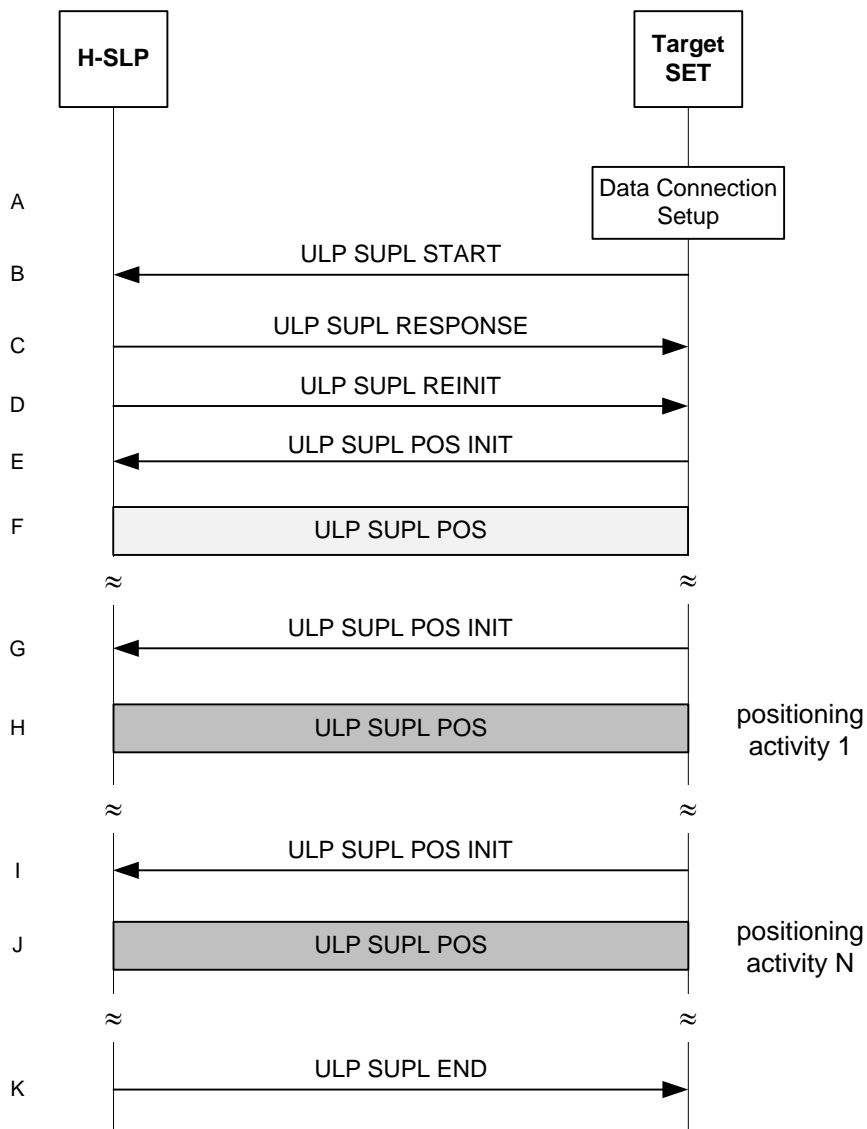 H-SLP
Target
SET
A
Data Connection
Setup
B
ULP SUPL START
C
ULP SUPL RESPONSE
D
ULP SUPL REINIT
E
ULP SUPL POS INIT
F
ULP SUPL POS
≈ ≈
G
ULP SUPL POS INIT
H
ULP SUPL POS
positioning
activity 1
≈ ≈
I
ULP SUPL POS INIT
J
ULP SUPL POS
positioning
activity N
≈ ≈
K
ULP SUPL END